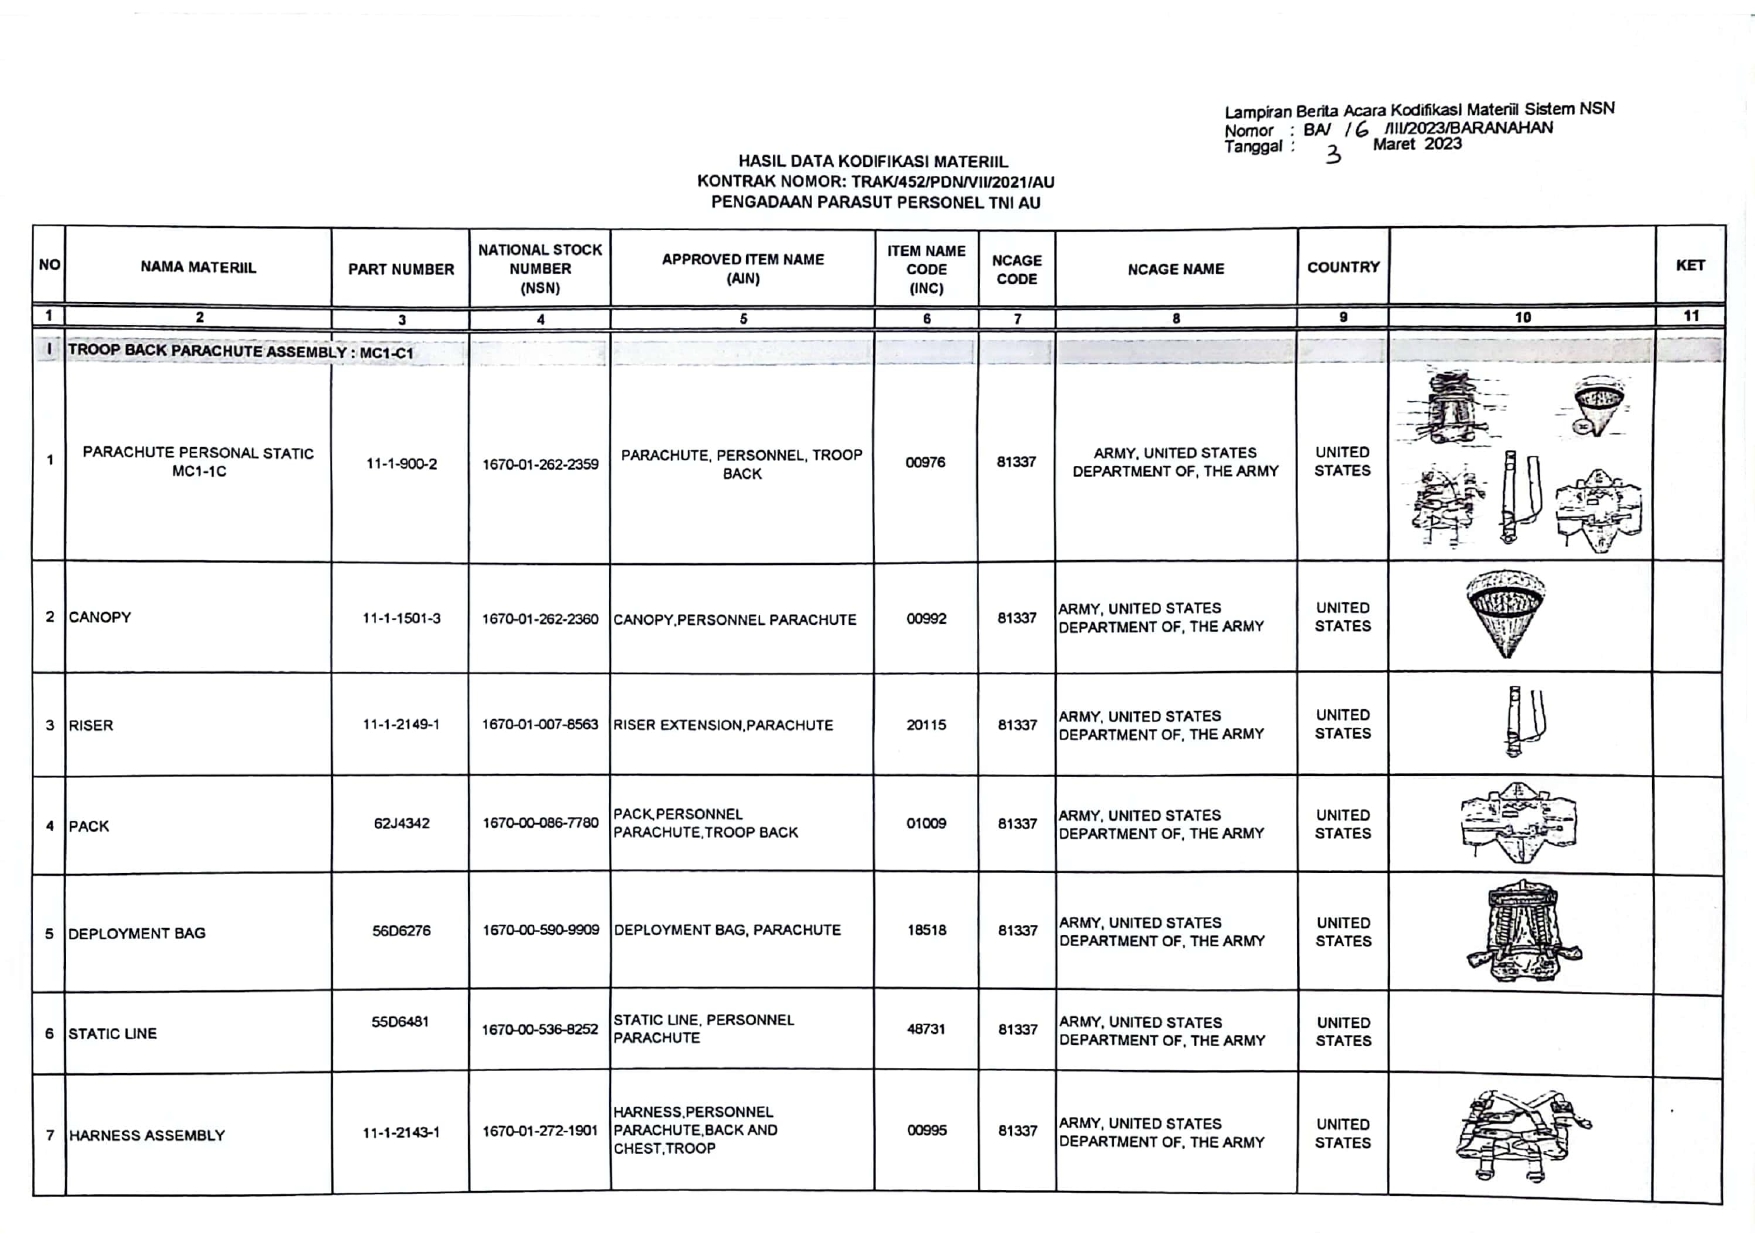 Lampiran Berita Acara Kodifikasi Materiil Sistem NSN
Nomor : BA/ 16 /III/2023/BARANAHAN
Tanggal : 3 Maret 2023
HASIL DATA KODIFIKASI MATERIIL
KONTRAK NOMOR: TRAK/452/PDN/VII/2021/AU
PENGADAAN PARASUT PERSONEL TNI AU
NO NAMA MATERIIL PART NUMBER NATIONAL STOCK NUMBER (NSN) APPROVED ITEM NAME (AIN) ITEM NAME CODE (INC) NCAGE CODE NCAGE NAME COUNTRY KET
1 2 3 4 5 6 7 8 9 10 11
I TROOP BACK PARACHUTE ASSEMBLY : MC1-C1
1 PARACHUTE PERSONAL STATIC MC1-1C 11-1-900-2 1670-01-262-2359 PARACHUTE, PERSONNEL, TROOP BACK 00976 81337 ARMY, UNITED STATES DEPARTMENT OF, THE ARMY UNITED STATES
2 CANOPY 11-1-1501-3 1670-01-262-2360 CANOPY,PERSONNEL PARACHUTE 00992 81337 ARMY, UNITED STATES DEPARTMENT OF, THE ARMY UNITED STATES
3 RISER 11-1-2149-1 1670-01-007-8563 RISER EXTENSION,PARACHUTE 20115 81337 ARMY, UNITED STATES DEPARTMENT OF, THE ARMY UNITED STATES
4 PACK 62J4342 1670-00-086-7780 PACK,PERSONNEL PARACHUTE,TROOP BACK 01009 81337 ARMY, UNITED STATES DEPARTMENT OF, THE ARMY UNITED STATES
5 DEPLOYMENT BAG 56D6276 1670-00-590-9909 DEPLOYMENT BAG, PARACHUTE 18518 81337 ARMY, UNITED STATES DEPARTMENT OF, THE ARMY UNITED STATES
6 STATIC LINE 55D6481 1670-00-536-8252 STATIC LINE, PERSONNEL PARACHUTE 48731 81337 ARMY, UNITED STATES DEPARTMENT OF, THE ARMY UNITED STATES
7 HARNESS ASSEMBLY 11-1-2143-1 1670-01-272-1901 HARNESS,PERSONNEL PARACHUTE,BACK AND CHEST,TROOP 00995 81337 ARMY, UNITED STATES DEPARTMENT OF, THE ARMY UNITED STATES